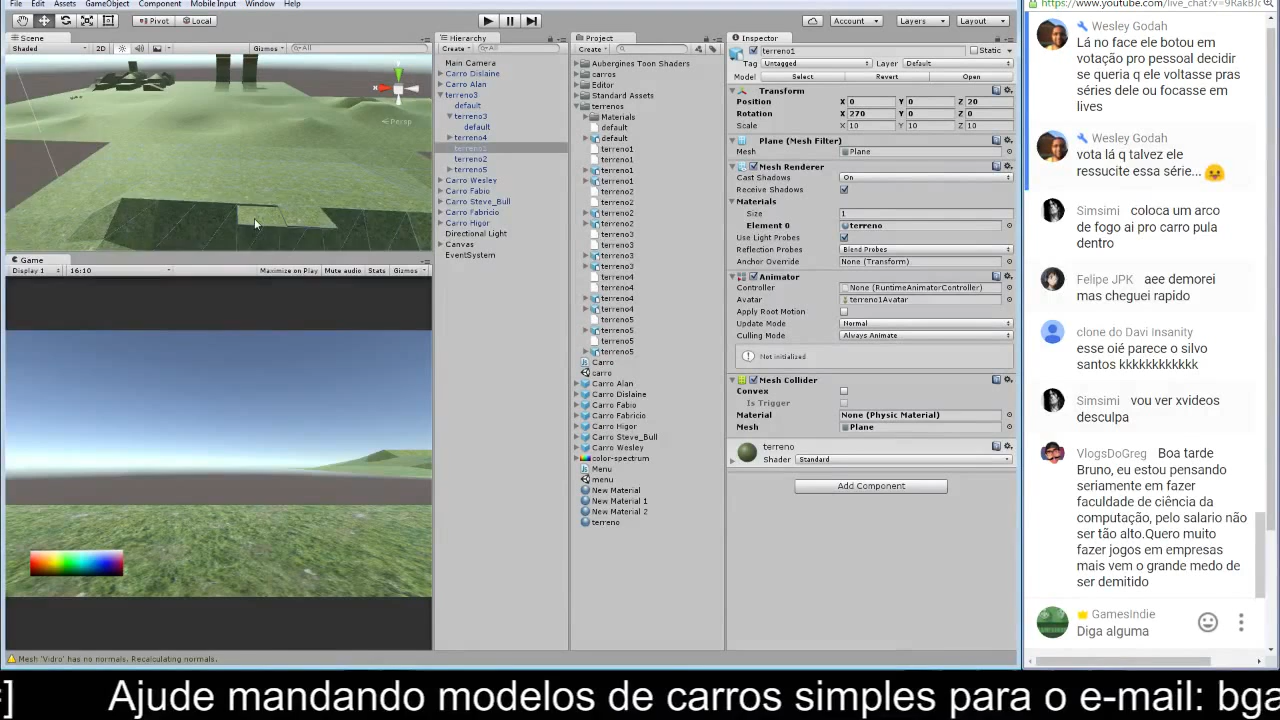 File Edit Assets GameObject Component Mobile Input Window Help
Pivot Local Account Layers Layout
Scene
Shaded 2D Gizmos All
Persp
Game
Display 1 16:10 Maximize on Play Mute audio Stats Gizmos
Hierarchy
Create All
Main Camera
Carro Dislaine
Carro Alan
terreno3
default
terreno3
default
terreno4
terreno1
terreno2
terreno5
Carro Wesley
Carro Fabio
Carro Steve_Bull
Carro Fabricio
Carro Higor
Directional Light
Canvas
EventSystem
Project
Create
Aubergines Toon Shaders
carros
Editor
Standard Assets
terrenos
Materials
default
default
terreno1
terreno1
terreno1
terreno1
terreno2
terreno2
terreno2
terreno2
terreno3
terreno3
terreno3
terreno3
terreno4
terreno4
terreno4
terreno4
terreno5
terreno5
terreno5
terreno5
Carro
carro
Carro Alan
Carro Dislaine
Carro Fabio
Carro Fabricio
Carro Higor
Carro Steve_Bull
Carro Wesley
color-spectrum
Menu
menu
New Material
New Material 1
New Material 2
terreno
Inspector
terreno1 Static
Tag Untagged Layer Default
Model Select Revert Open
Transform
Position X 0 Y 0 Z 20
Rotation X 270 Y 0 Z 0
Scale X 10 Y 10 Z 10
Plane (Mesh Filter)
Mesh Plane
Mesh Renderer
Cast Shadows On
Receive Shadows
Materials
Size 1
Element 0 terreno
Use Light Probes
Reflection Probes Blend Probes
Anchor Override None (Transform)
Animator
Controller None (RuntimeAnimatorController)
Avatar terreno1Avatar
Apply Root Motion
Update Mode Normal
Culling Mode Always Animate
Not initialized
Mesh Collider
Convex
Is Trigger
Material None (Physic Material)
Mesh Plane
terreno
Shader Standard
Add Component
Mesh 'Vidro' has no normals. Recalculating normals.
https://www.youtube.com/live_chat?v=9RakBJ
Wesley Godah
Lá no face ele botou em
votação pro pessoal decidir
se queria q ele voltasse pras
séries dele ou focasse em
lives
Wesley Godah
vota lá q talvez ele
ressucite essa série...
Simsimi coloca um arco
de fogo ai pro carro pula
dentro
Felipe JPK aee demorei
mas cheguei rapido
clone do Davi Insanity
esse oié parece o silvo
santos kkkkkkkkkkkk
Simsimi vou ver xvideos
desculpa
VlogsDoGreg Boa tarde
Bruno, eu estou pensando
seriamente em fazer
faculdade de ciência da
computação, pelo salario não
ser tão alto.Quero muito
fazer jogos em empresas
mais vem o grande medo de
ser demitido
GamesIndie
Diga alguma
] Ajude mandando modelos de carros simples para o e-mail: bga